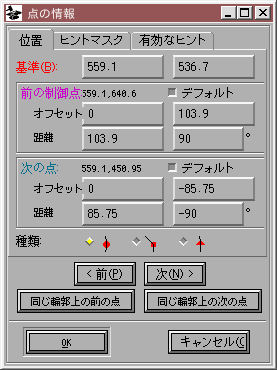 点の情報
位置 ヒントマスク 有効なヒント
基準(B): 559.1 536.7
前の制御点: 559.1,640.6 デフォルト
オフセット 0 103.9
距離 103.9 90 °
次の点: 559.1,450.95 デフォルト
オフセット 0 -85.75
距離 85.75 -90 °
種類:
< 前(P) 次(N) >
同じ輪郭上の前の点 同じ輪郭上の次の点
OK キャンセル(C